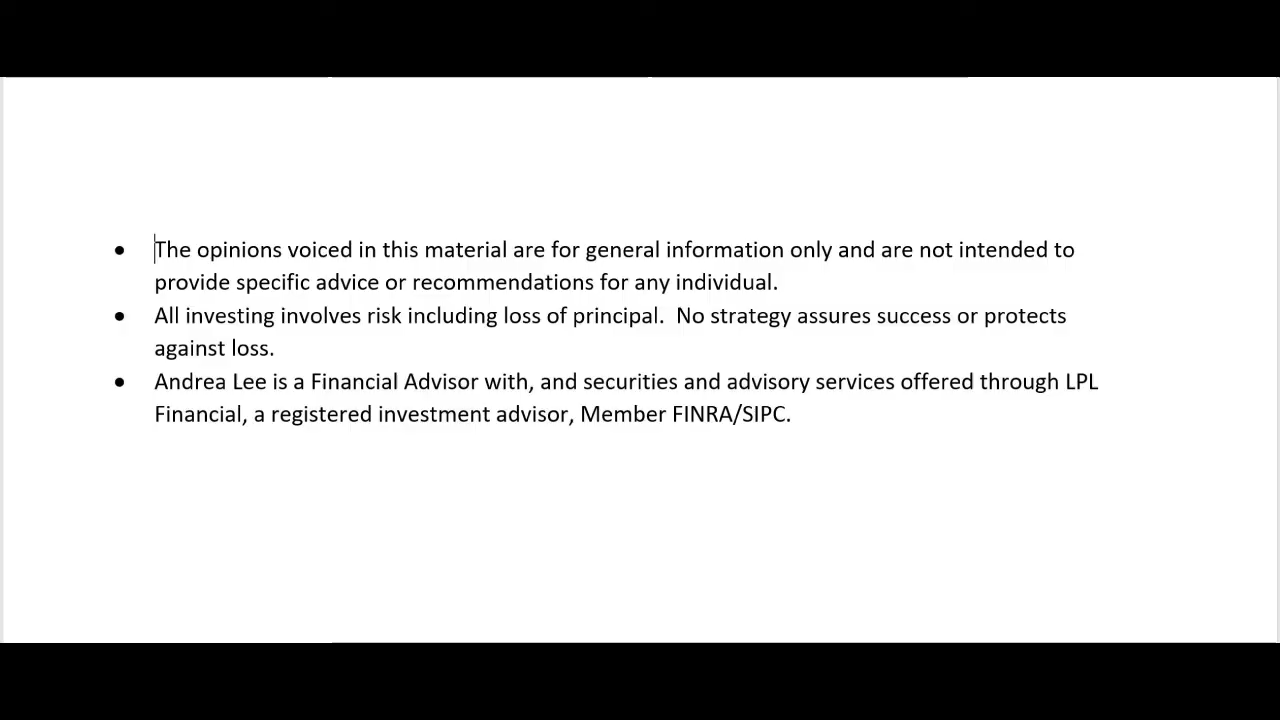 • The opinions voiced in this material are for general information only and are not intended to
provide specific advice or recommendations for any individual.
• All investing involves risk including loss of principal.  No strategy assures success or protects
against loss.
• Andrea Lee is a Financial Advisor with, and securities and advisory services offered through LPL
Financial, a registered investment advisor, Member FINRA/SIPC.